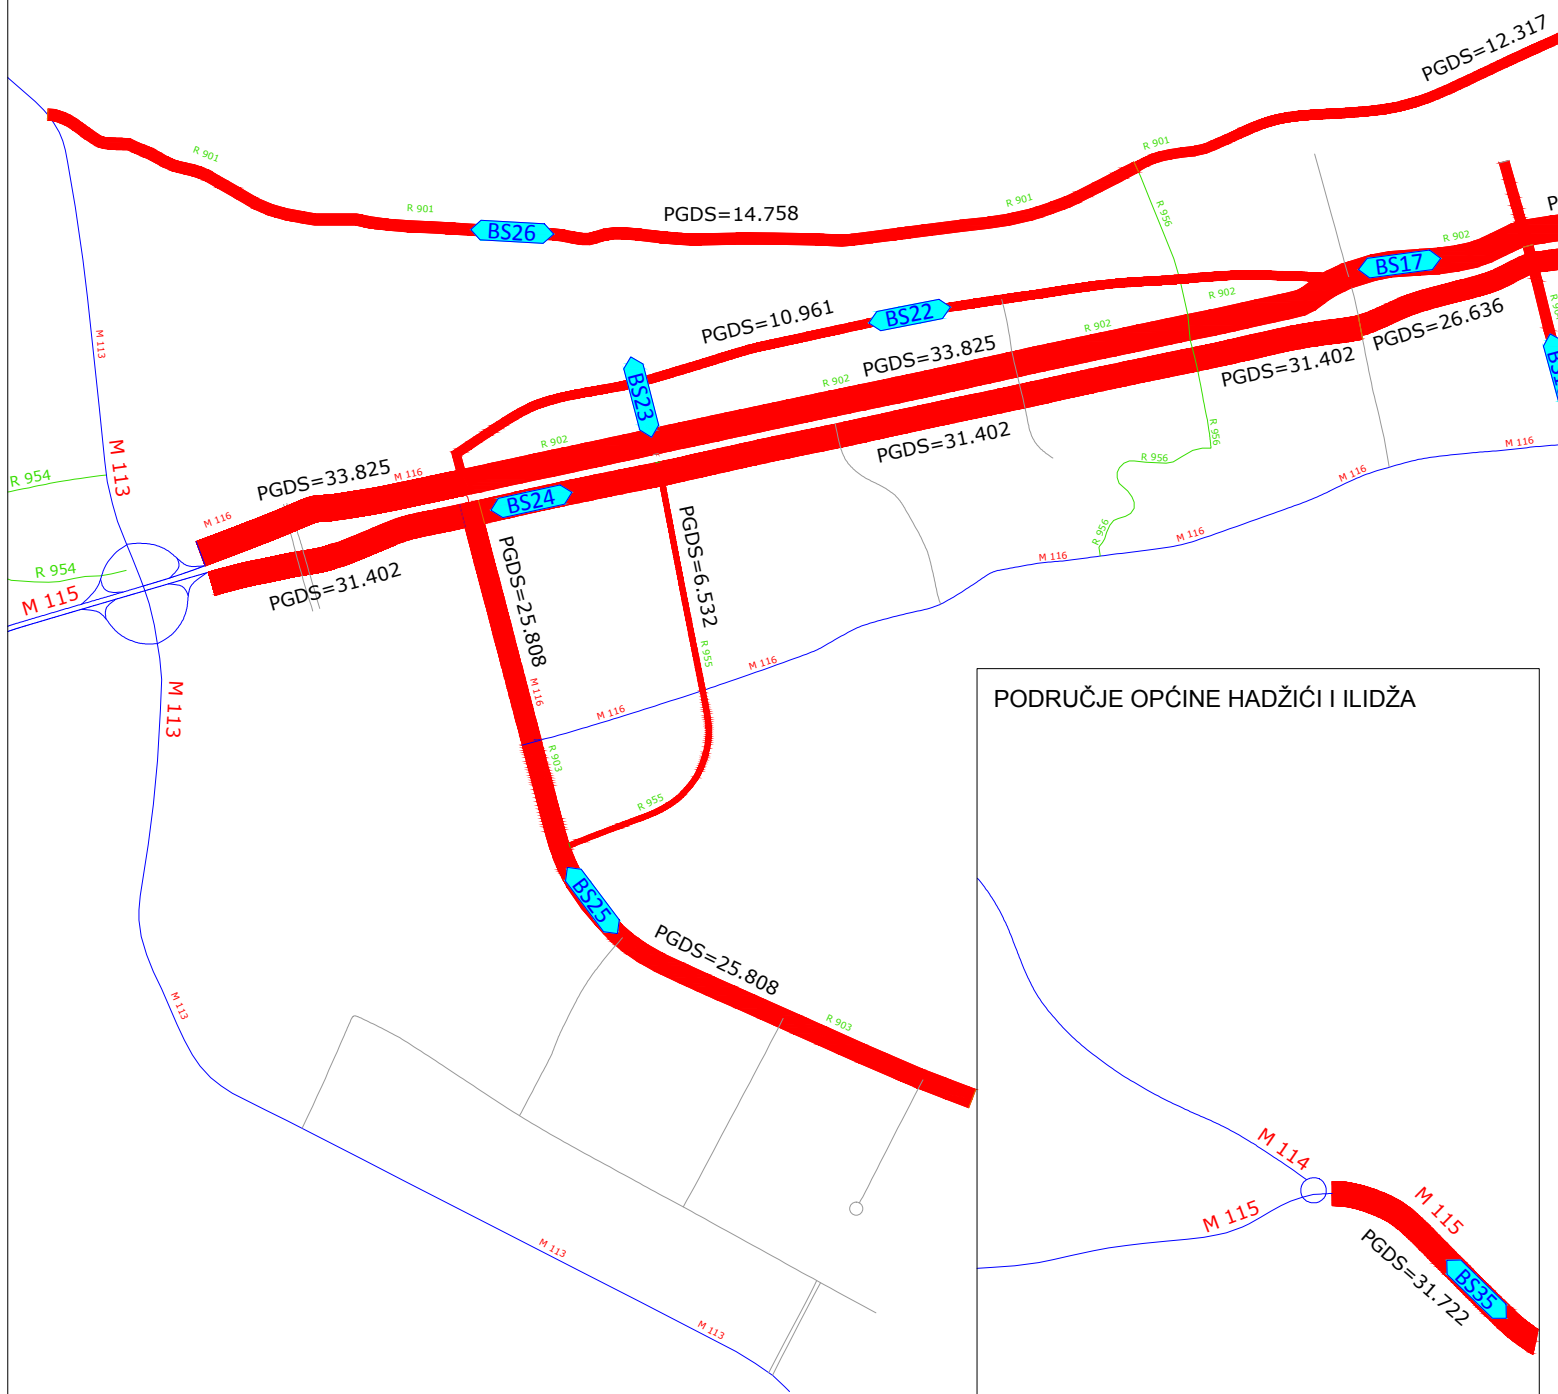 PGDS=12.317
R 901
R 901
R 901
R 901
PGDS=14.758
BS26
R 956
R 902
BS17
R 902
PGDS=10.961
BS22
R 902
PGDS=33.825
PGDS=26.636
M 113
PGDS=31.402
R 902
BS23
R 902
PGDS=31.402
R 956
M 116
M 113
R 954
PGDS=33.825
M 116
R 956
M 116
BS24
M 116
R 956
M 116
M 116
R 954
M 115
PGDS=31.402
PGDS=25.808
PGDS=6.532
R 955
M 116
M 116
M 116
M 113
R 903
R 955
PODRUČJE OPĆINE HADŽIĆI I ILIDŽA
BS25
PGDS=25.808
M 113
R 903
M 113
M 113
M 114
M 115
M 115
PGDS=31.722
BS35